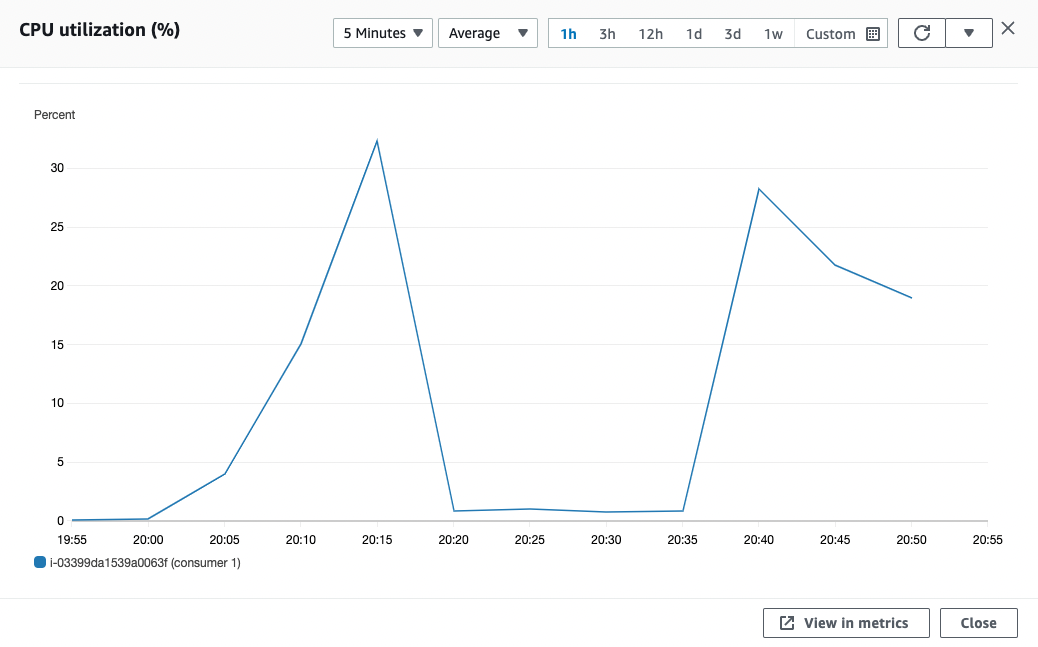 CPU utilization (%)
5 Minutes
Average
1h 3h 12h 1d 3d 1w Custom
Percent
30
25
20
15
10
5
0
19:55 20:00 20:05 20:10 20:15 20:20 20:25 20:30 20:35 20:40 20:45 20:50 20:55
i-03399da1539a0063f (consumer 1)
View in metrics
Close